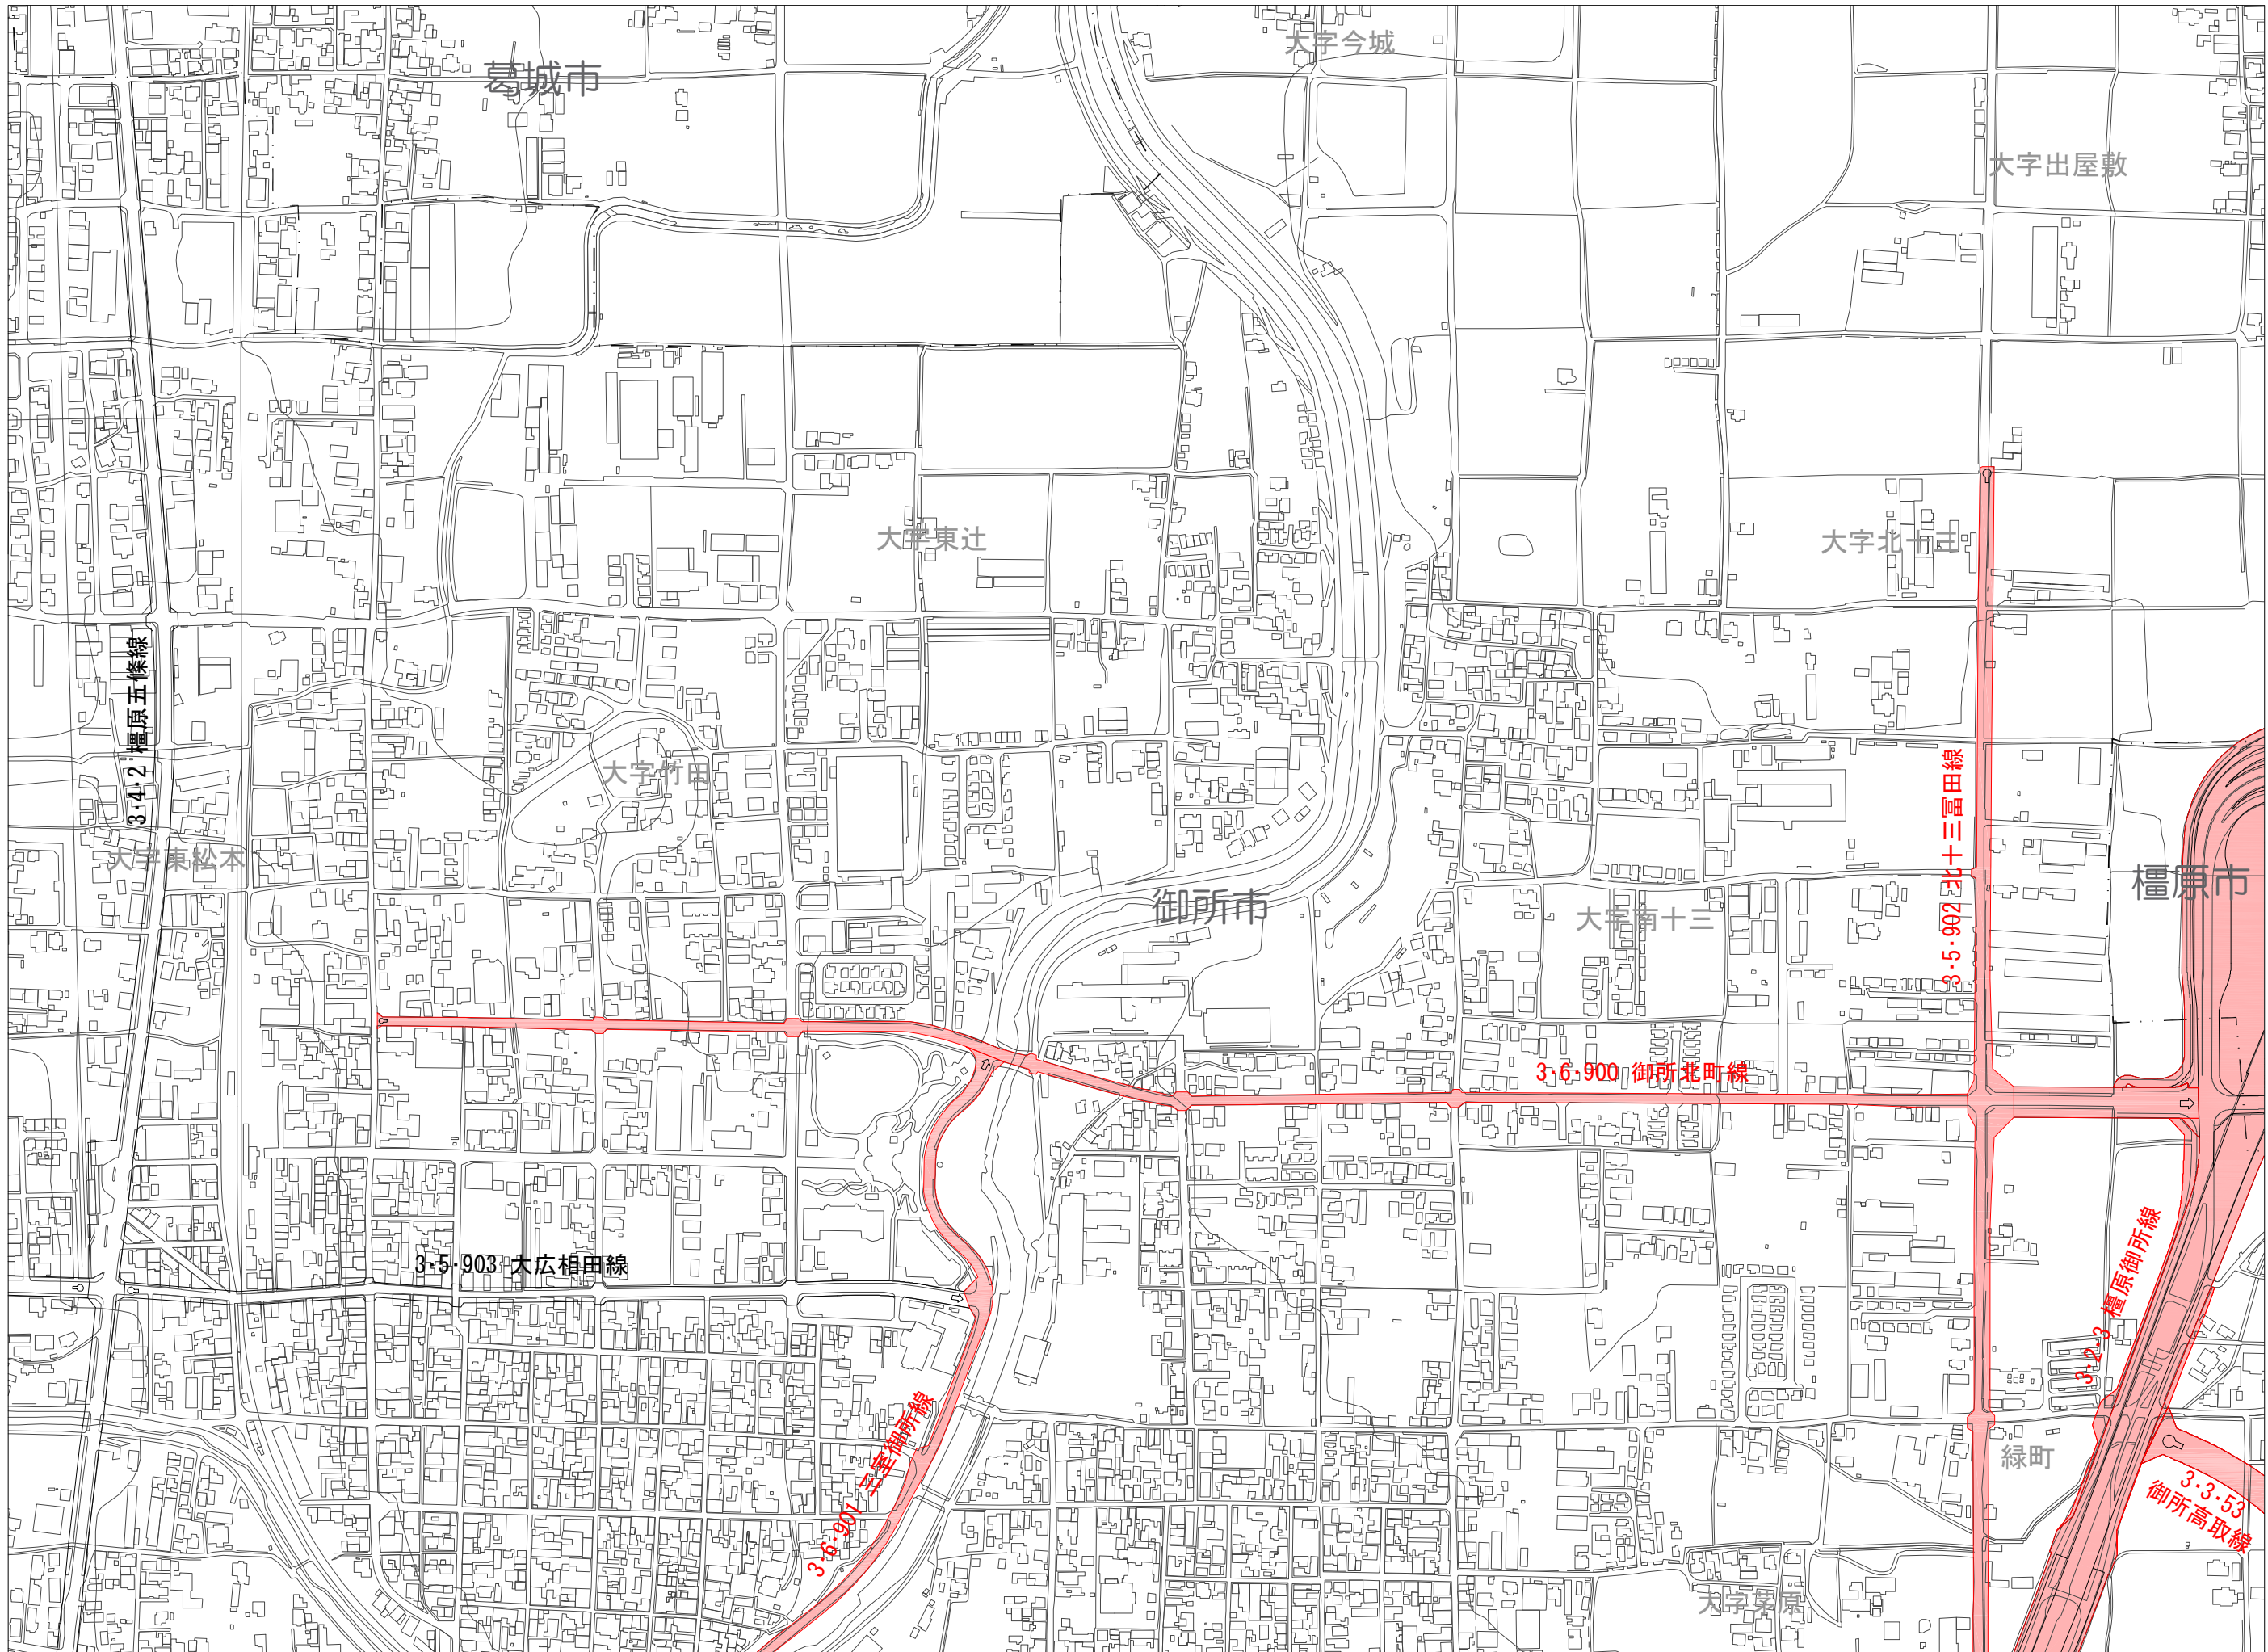 大字今城
葛城市
大字出屋敷
大字東辻
大字北十三
3・4・2 橿原五條線
大字竹田
3・5・902 北十三冨田線
大字東松本
橿原市
御所市
大字南十三
3・6・900 御所北町線
3・5・903 大広相田線
3・2・3 橿原御所線
3・6・901 三室御所線
緑町
3・3・53
御所高取線
大字茅原